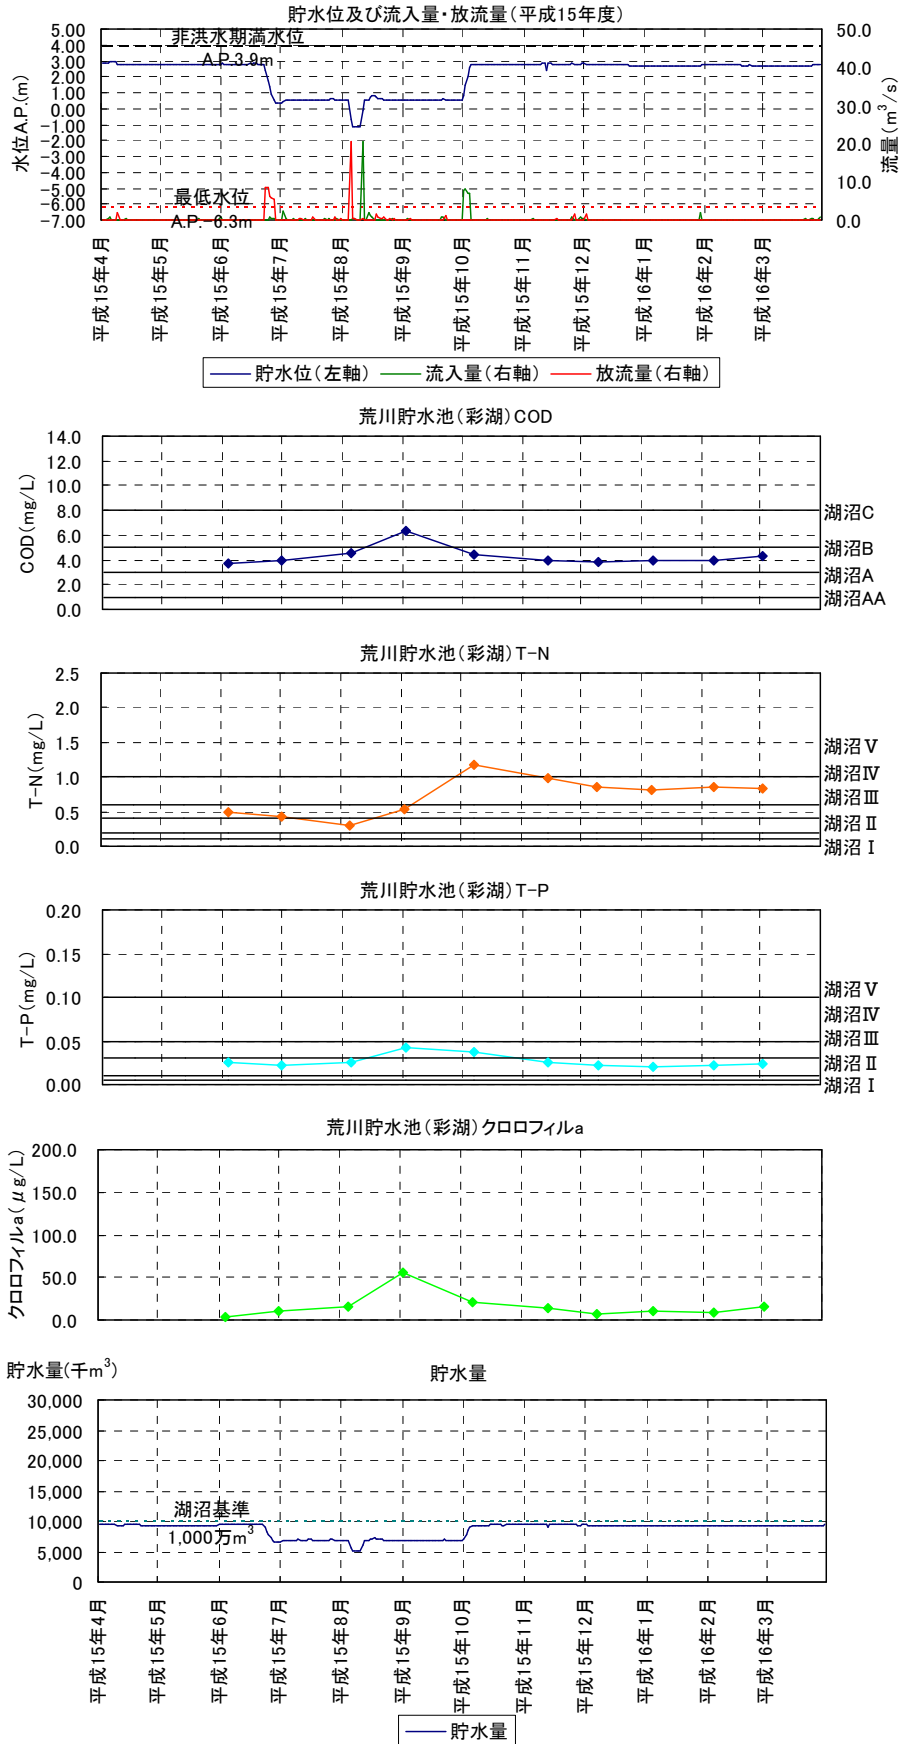 貯水位及び流入量・放流量（平成15年度）
5.00
4.00
3.00
2.00
1.00
0.00
-1.00
-2.00
-3.00
-4.00
-5.00
-6.00
-7.00
水位A.P.(m)
非洪水期満水位
A.P.3.9m
最低水位
A.P.-6.3m
50.0
40.0
30.0
20.0
10.0
0.0
流量(m³/s)
平成15年4月
平成15年5月
平成15年6月
平成15年7月
平成15年8月
平成15年9月
平成15年10月
平成15年11月
平成15年12月
平成16年1月
平成16年2月
平成16年3月
貯水位（左軸） 流入量（右軸） 放流量（右軸）
荒川貯水池（彩湖）COD
14.0
12.0
10.0
8.0
6.0
4.0
2.0
0.0
COD(mg/L)
湖沼C
湖沼B
湖沼A
湖沼AA
荒川貯水池（彩湖）T-N
2.5
2.0
1.5
1.0
0.5
0.0
T-N(mg/L)
湖沼Ⅴ
湖沼Ⅳ
湖沼Ⅲ
湖沼Ⅱ
湖沼Ⅰ
荒川貯水池（彩湖）T-P
0.20
0.15
0.10
0.05
0.00
T-P(mg/L)
湖沼Ⅴ
湖沼Ⅳ
湖沼Ⅲ
湖沼Ⅱ
湖沼Ⅰ
荒川貯水池（彩湖）クロロフィルa
200.0
150.0
100.0
50.0
0.0
クロロフィルa(μg/L)
貯水量(千m³)
貯水量
30,000
25,000
20,000
15,000
10,000
5,000
0
湖沼基準
1,000万m³
平成15年4月
平成15年5月
平成15年6月
平成15年7月
平成15年8月
平成15年9月
平成15年10月
平成15年11月
平成15年12月
平成16年1月
平成16年2月
平成16年3月
貯水量